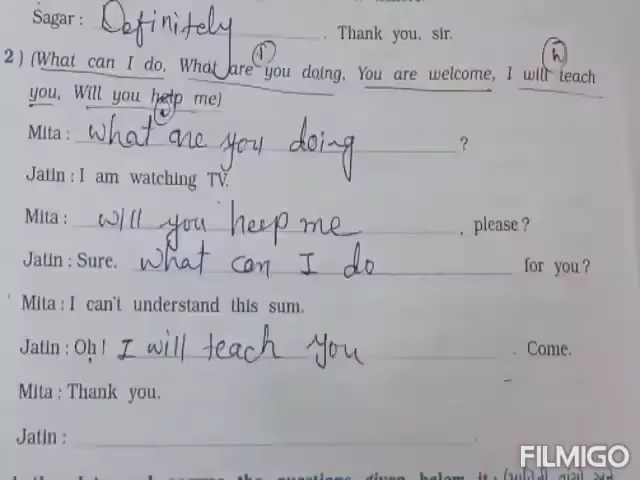 Sagar : Definitely. Thank you, sir.
2) (What can I do, What are you doing, You are welcome, I will teach
you, Will you help me)
Mita : What are you doing ?
Jatin : I am watching TV.
Mita : will you heep me, please?
Jatin : Sure. What can I do for you?
Mita : I can't understand this sum.
Jatin : Oh! I will teach you. Come.
Mita : Thank you.
Jatin :
FILMIGO